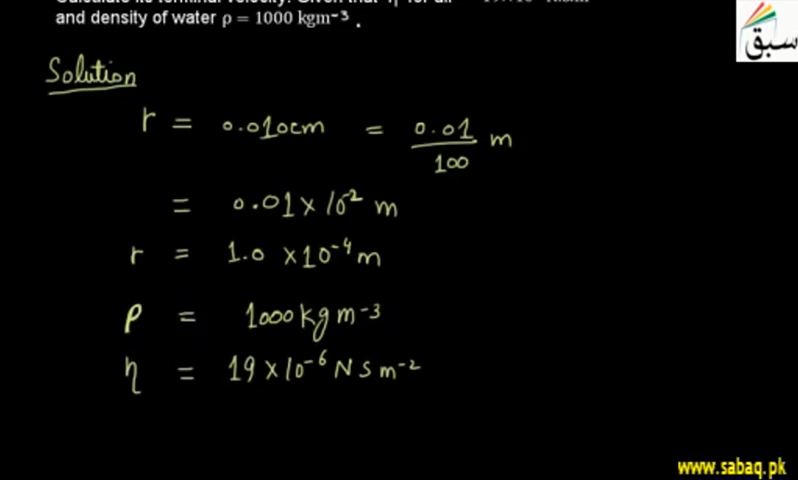 and density of water ρ = 1000 kgm⁻³ .
سبق
Solution
r = 0.010cm = 0.01/100 m
= 0.01 × 10⁻² m
r = 1.0 × 10⁻⁴ m
ρ = 1000 kg m⁻³
η = 19 × 10⁻⁶ N S m⁻²
www.sabaq.pk